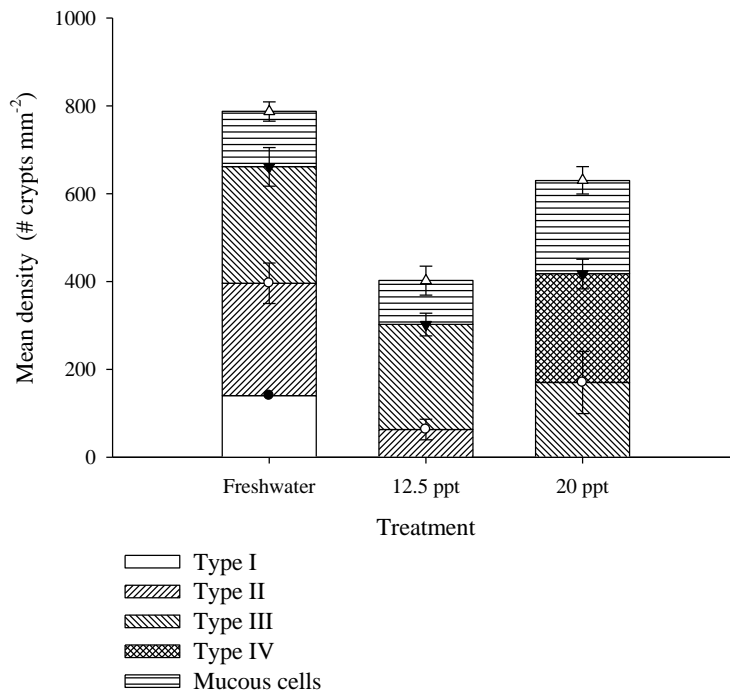 1000
800
600
400
200
0
Mean density (# crypts mm⁻²)
Freshwater 12.5 ppt 20 ppt
Treatment
Type I
Type II
Type III
Type IV
Mucous cells